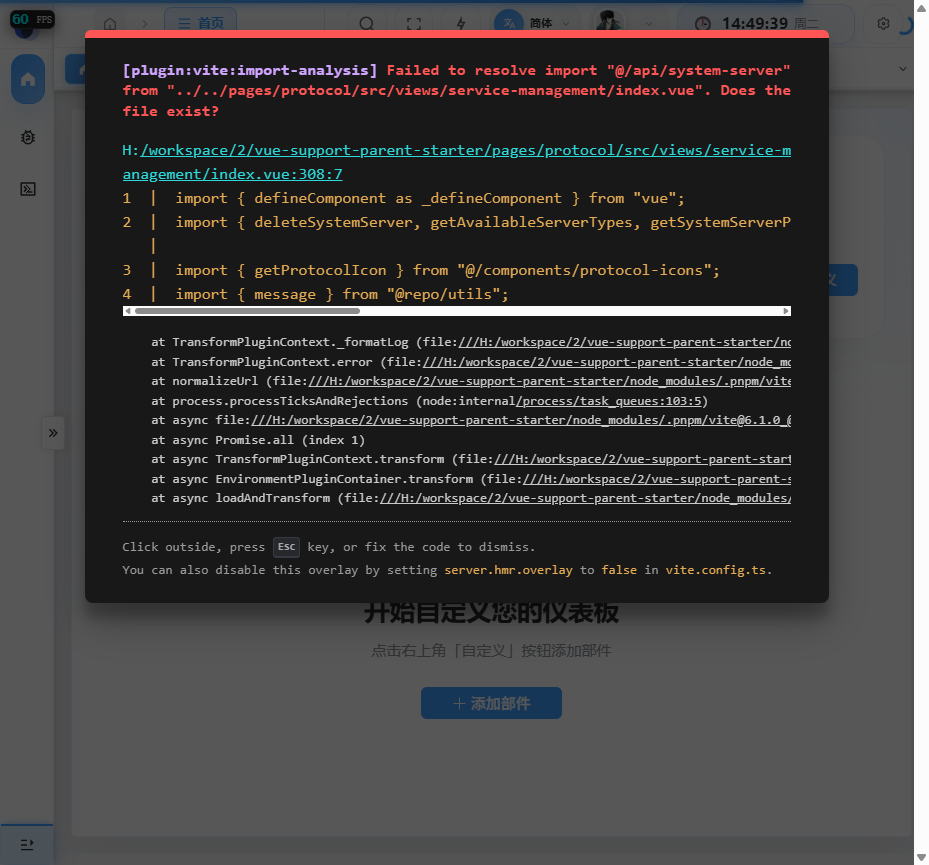 60 FPS
首页
简体
14:49:39 周二
[plugin:vite:import-analysis] Failed to resolve import "@/api/system-server"
from "../../pages/protocol/src/views/service-management/index.vue". Does the
file exist?
H:/workspace/2/vue-support-parent-starter/pages/protocol/src/views/service-m
anagement/index.vue:308:7
1 | import { defineComponent as _defineComponent } from "vue";
2 | import { deleteSystemServer, getAvailableServerTypes, getSystemServerP
|
3 | import { getProtocolIcon } from "@/components/protocol-icons";
4 | import { message } from "@repo/utils";
at TransformPluginContext._formatLog (file:///H:/workspace/2/vue-support-parent-starter/no
at TransformPluginContext.error (file:///H:/workspace/2/vue-support-parent-starter/node_mo
at normalizeUrl (file:///H:/workspace/2/vue-support-parent-starter/node_modules/.pnpm/vite
at process.processTicksAndRejections (node:internal/process/task_queues:103:5)
at async file:///H:/workspace/2/vue-support-parent-starter/node_modules/.pnpm/vite@6.1.0_@
at async Promise.all (index 1)
at async TransformPluginContext.transform (file:///H:/workspace/2/vue-support-parent-start
at async EnvironmentPluginContainer.transform (file:///H:/workspace/2/vue-support-parent-s
at async loadAndTransform (file:///H:/workspace/2/vue-support-parent-starter/node_modules/
Click outside, press Esc key, or fix the code to dismiss.
You can also disable this overlay by setting server.hmr.overlay to false in vite.config.ts.
开始自定义您的仪表板
点击右上角「自定义」按钮添加部件
添加部件